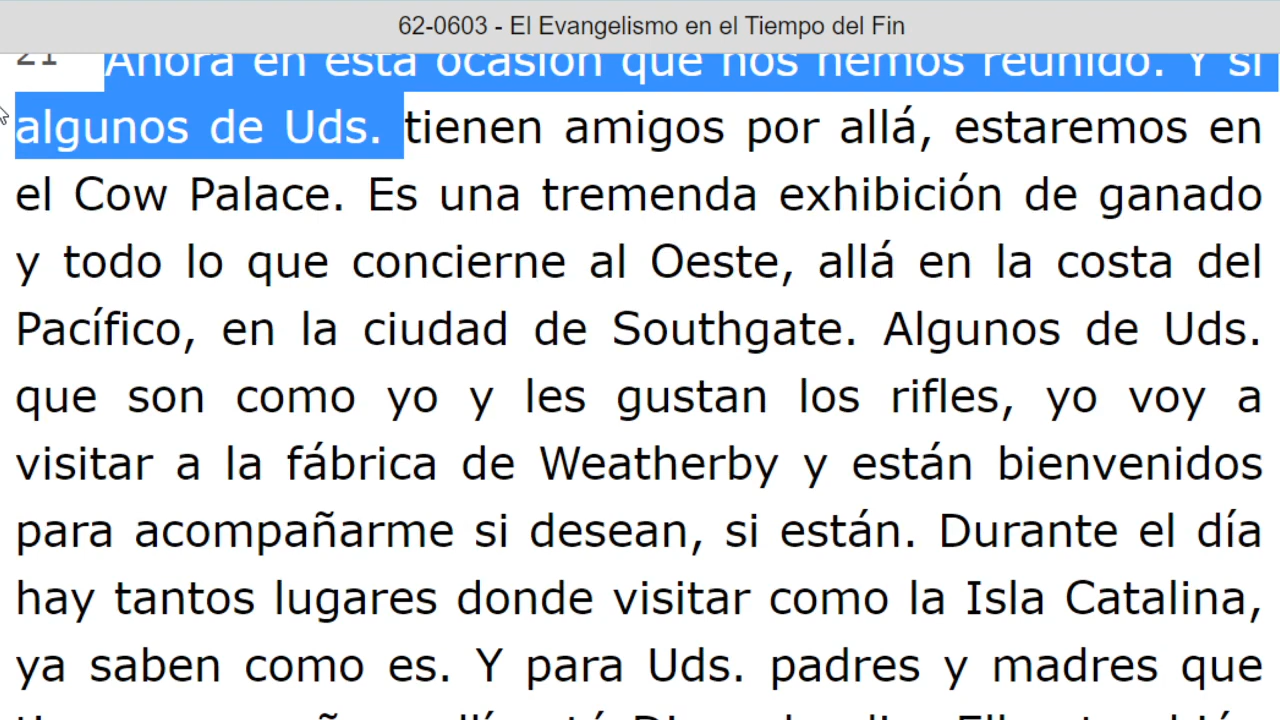 62-0603 - El Evangelismo en el Tiempo del Fin
21 Ahora en esta ocasión que nos hemos reunido. Y si
algunos de Uds. tienen amigos por allá, estaremos en
el Cow Palace. Es una tremenda exhibición de ganado
y todo lo que concierne al Oeste, allá en la costa del
Pacífico, en la ciudad de Southgate. Algunos de Uds.
que son como yo y les gustan los rifles, yo voy a
visitar a la fábrica de Weatherby y están bienvenidos
para acompañarme si desean, si están. Durante el día
hay tantos lugares donde visitar como la Isla Catalina,
ya saben como es. Y para Uds. padres y madres que